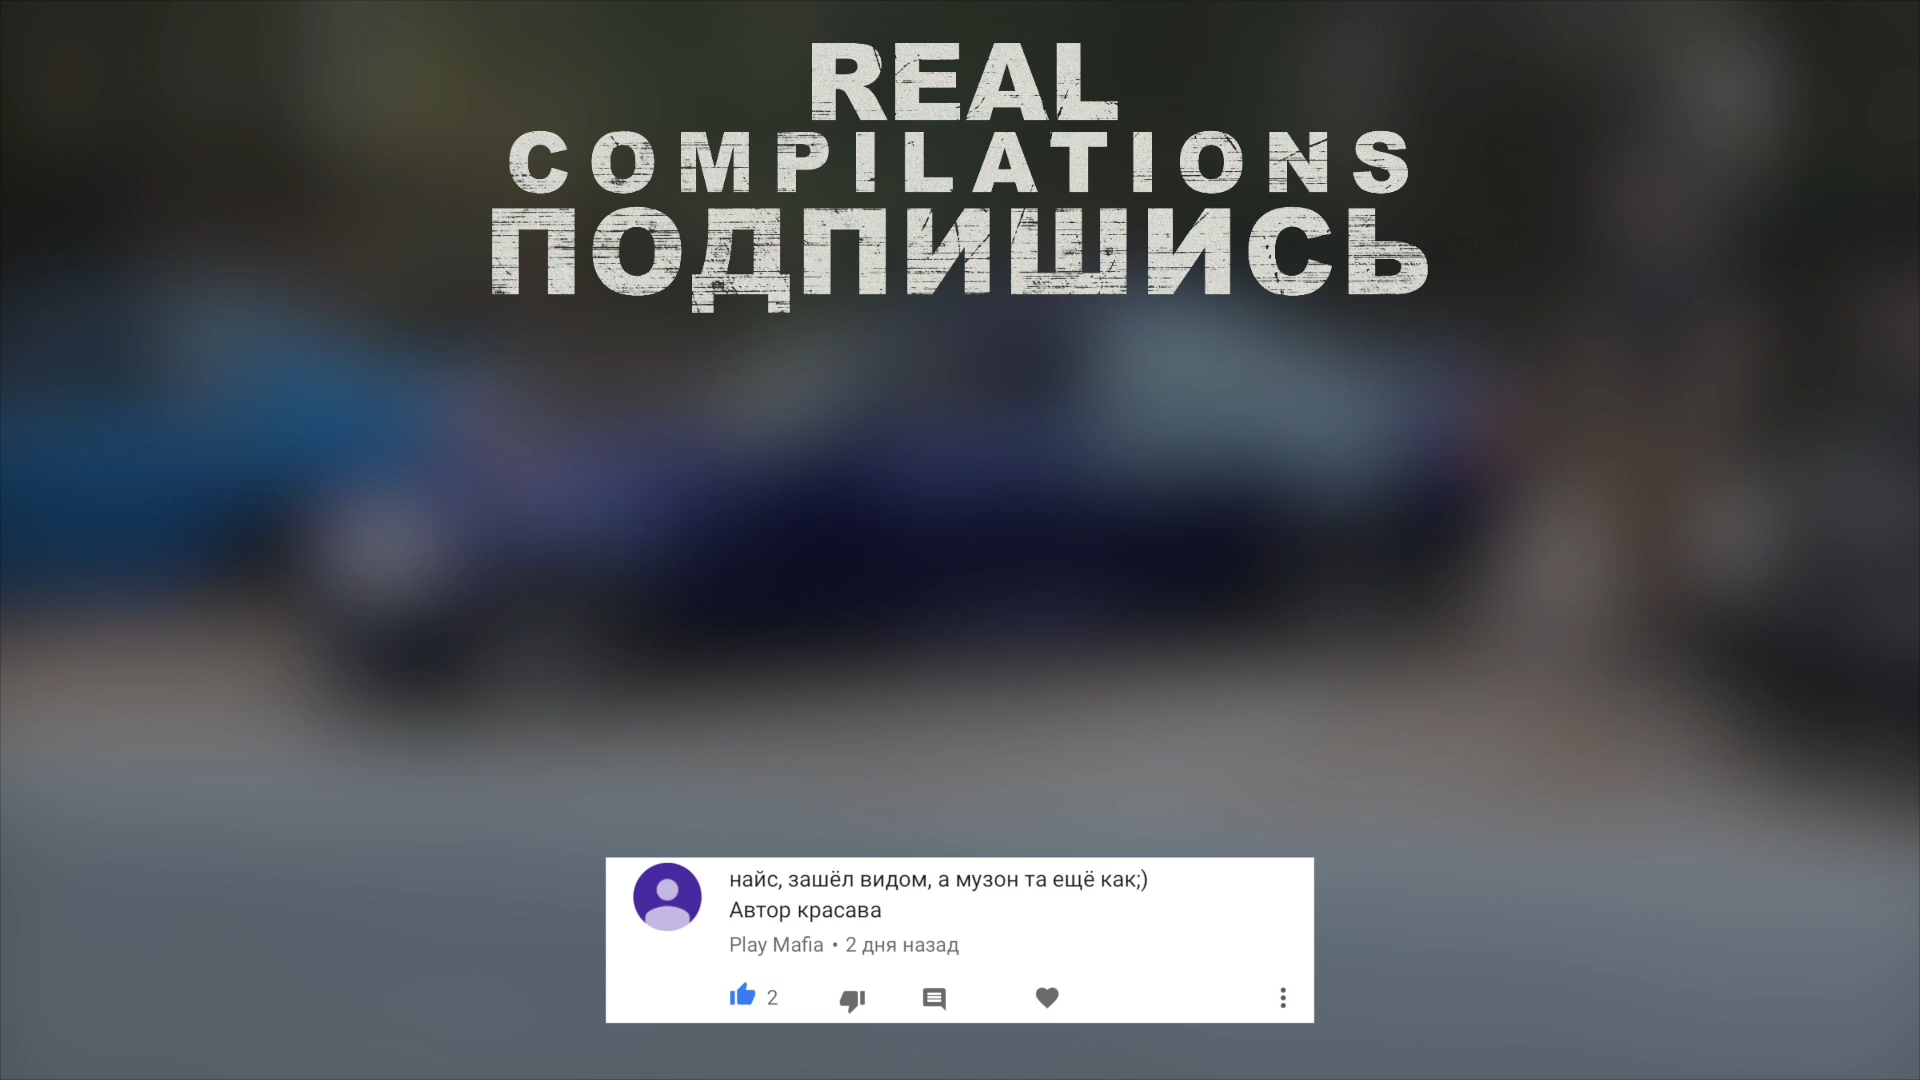 REAL
COMPILATIONS
ПОДПИШИСЬ
найс, зашёл видом, а музон та ещё как;)
Автор красава
Play Mafia • 2 дня назад
2